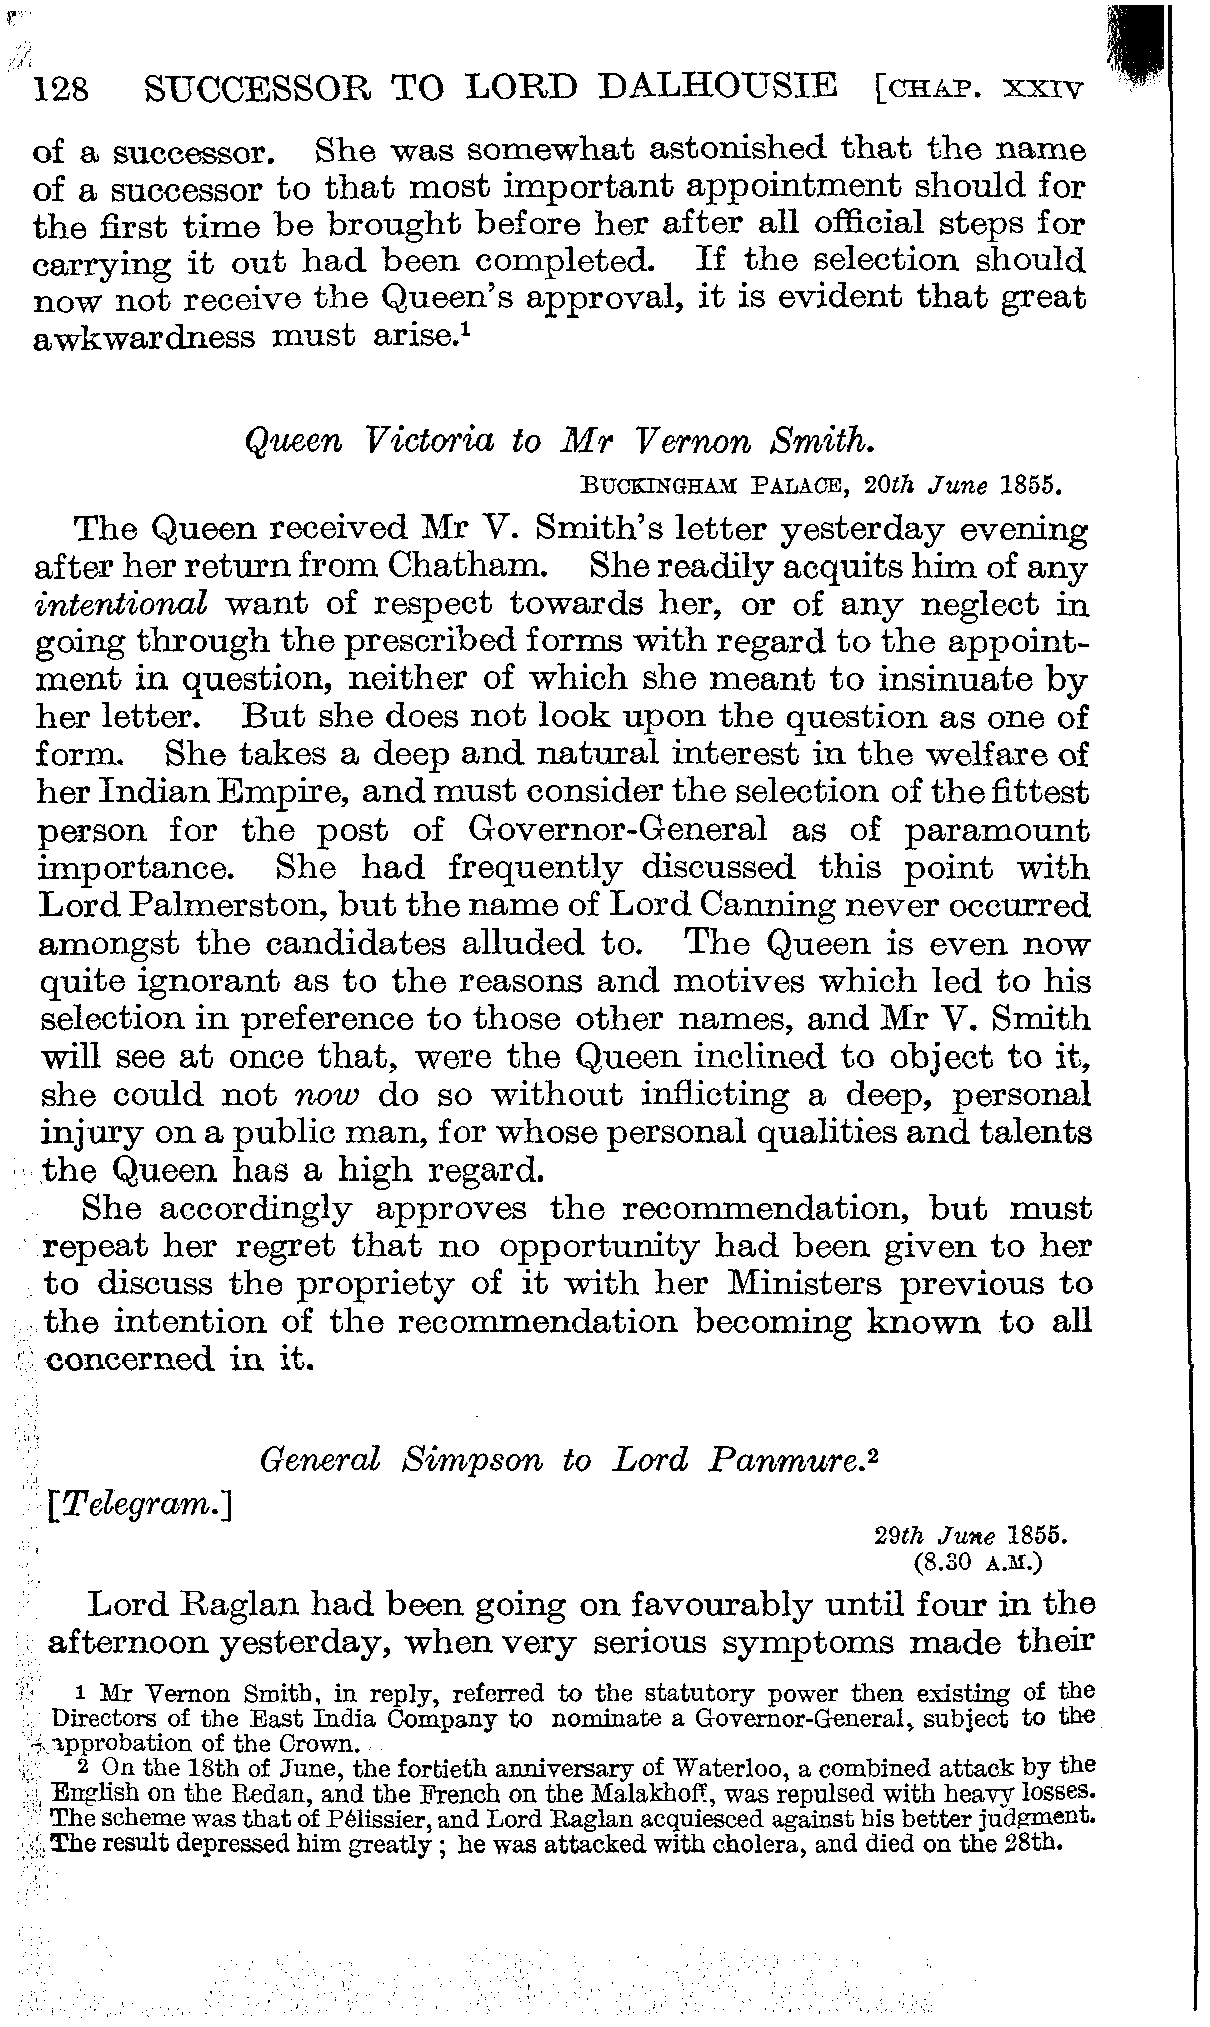 128 SUCCESSOR TO LORD DALHOUSIE [CHAP. XXIV
of a successor. She was somewhat astonished that the name
of a successor to that most important appointment should for
the first time be brought before her after all official steps for
carrying it out had been completed. If the selection should
now not receive the Queen's approval, it is evident that great
awkwardness must arise.¹
Queen Victoria to Mr Vernon Smith.
BUCKINGHAM PALACE, 20th June 1855.
The Queen received Mr V. Smith's letter yesterday evening
after her return from Chatham. She readily acquits him of any
intentional want of respect towards her, or of any neglect in
going through the prescribed forms with regard to the appoint-
ment in question, neither of which she meant to insinuate by
her letter. But she does not look upon the question as one of
form. She takes a deep and natural interest in the welfare of
her Indian Empire, and must consider the selection of the fittest
person for the post of Governor-General as of paramount
importance. She had frequently discussed this point with
Lord Palmerston, but the name of Lord Canning never occurred
amongst the candidates alluded to. The Queen is even now
quite ignorant as to the reasons and motives which led to his
selection in preference to those other names, and Mr V. Smith
will see at once that, were the Queen inclined to object to it,
she could not now do so without inflicting a deep, personal
injury on a public man, for whose personal qualities and talents
the Queen has a high regard.
She accordingly approves the recommendation, but must
repeat her regret that no opportunity had been given to her
to discuss the propriety of it with her Ministers previous to
the intention of the recommendation becoming known to all
concerned in it.
General Simpson to Lord Panmure.²
[Telegram.]
29th June 1855.
(8.30 A.M.)
Lord Raglan had been going on favourably until four in the
afternoon yesterday, when very serious symptoms made their
1 Mr Vernon Smith, in reply, referred to the statutory power then existing of the
Directors of the East India Company to nominate a Governor-General, subject to the
approbation of the Crown.
2 On the 18th of June, the fortieth anniversary of Waterloo, a combined attack by the
English on the Redan, and the French on the Malakhoff, was repulsed with heavy losses.
The scheme was that of Pélissier, and Lord Raglan acquiesced against his better judgment.
The result depressed him greatly; he was attacked with cholera, and died on the 28th.